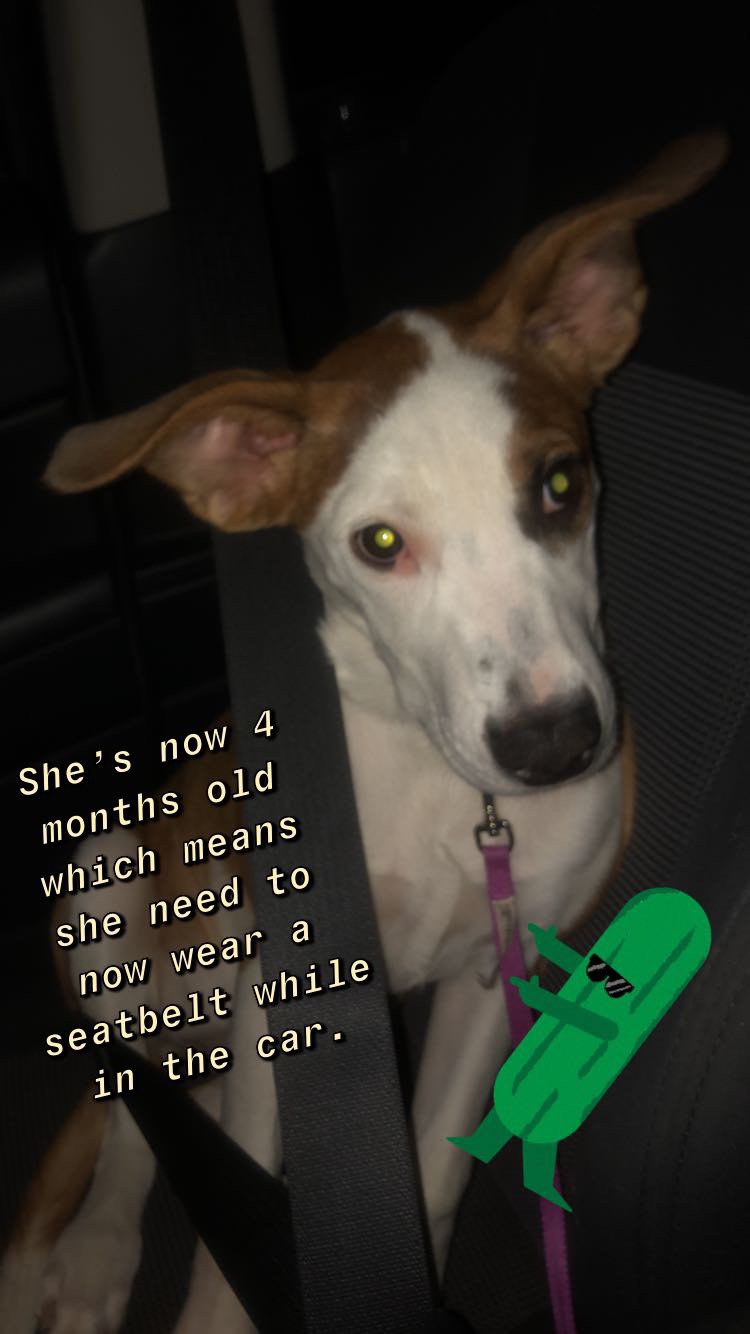 She's now 4
months old
which means
she need to
now wear a
seatbelt while
in the car.